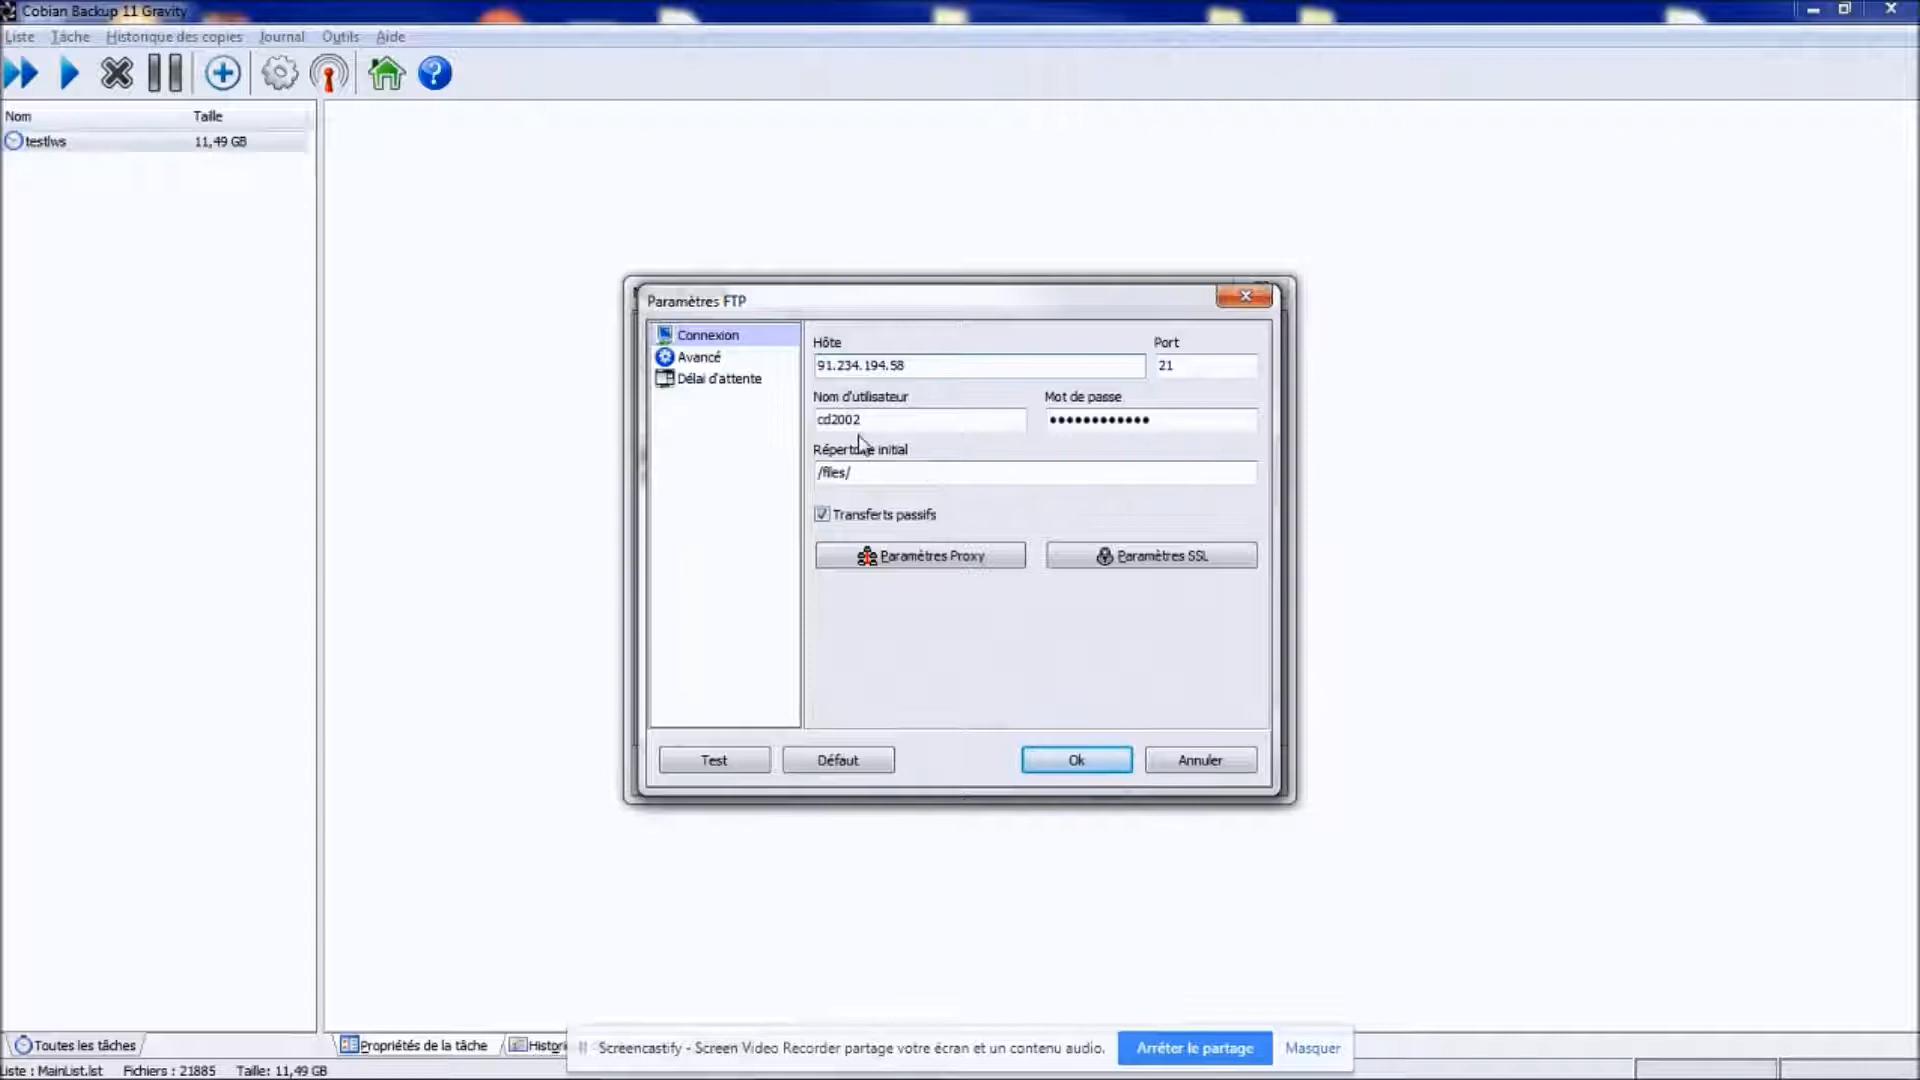 Cobian Backup 11 Gravity
Liste Tâche Historique des copies Journal Outils Aide
Nom Taille
testlws 11,49 GB
Paramètres FTP
Connexion
Avancé
Délai d'attente
Hôte Port
91.234.194.58 21
Nom d'utilisateur Mot de passe
cd2002 ••••••••••••
Répertoire initial
/files/
Transferts passifs
Paramètres Proxy Paramètres SSL
Test Défaut Ok Annuler
Toutes les tâches Propriétés de la tâche Histori
Screencastify - Screen Video Recorder partage votre écran et un contenu audio. Arrêter le partage Masquer
Liste : MainList.lst Fichiers : 21885 Taille: 11,49 GB